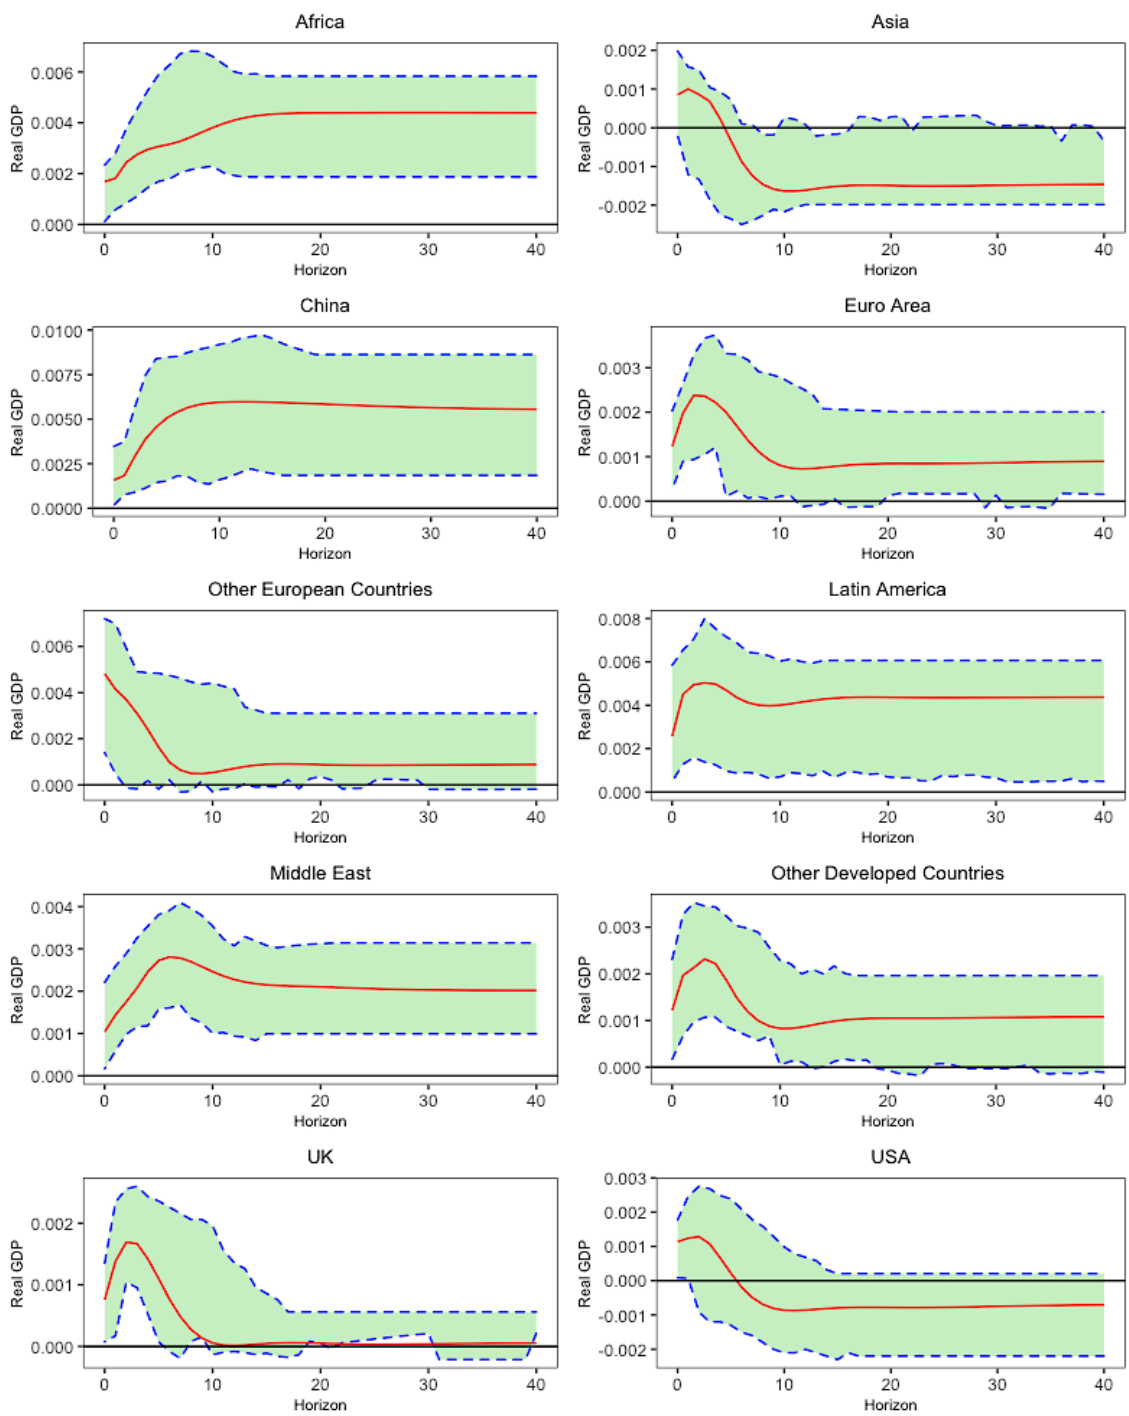 Africa
Real GDP
0.006
0.004
0.002
0.000
0 10 20 30 40
Horizon
Asia
Real GDP
0.002
0.001
0.000
-0.001
-0.002
0 10 20 30 40
Horizon
China
Real GDP
0.0100
0.0075
0.0050
0.0025
0.0000
0 10 20 30 40
Horizon
Euro Area
Real GDP
0.003
0.002
0.001
0.000
0 10 20 30 40
Horizon
Other European Countries
Real GDP
0.006
0.004
0.002
0.000
0 10 20 30 40
Horizon
Latin America
Real GDP
0.008
0.006
0.004
0.002
0.000
0 10 20 30 40
Horizon
Middle East
Real GDP
0.004
0.003
0.002
0.001
0.000
0 10 20 30 40
Horizon
Other Developed Countries
Real GDP
0.003
0.002
0.001
0.000
0 10 20 30 40
Horizon
UK
Real GDP
0.002
0.001
0.000
0 10 20 30 40
Horizon
USA
Real GDP
0.003
0.002
0.001
0.000
-0.001
-0.002
0 10 20 30 40
Horizon